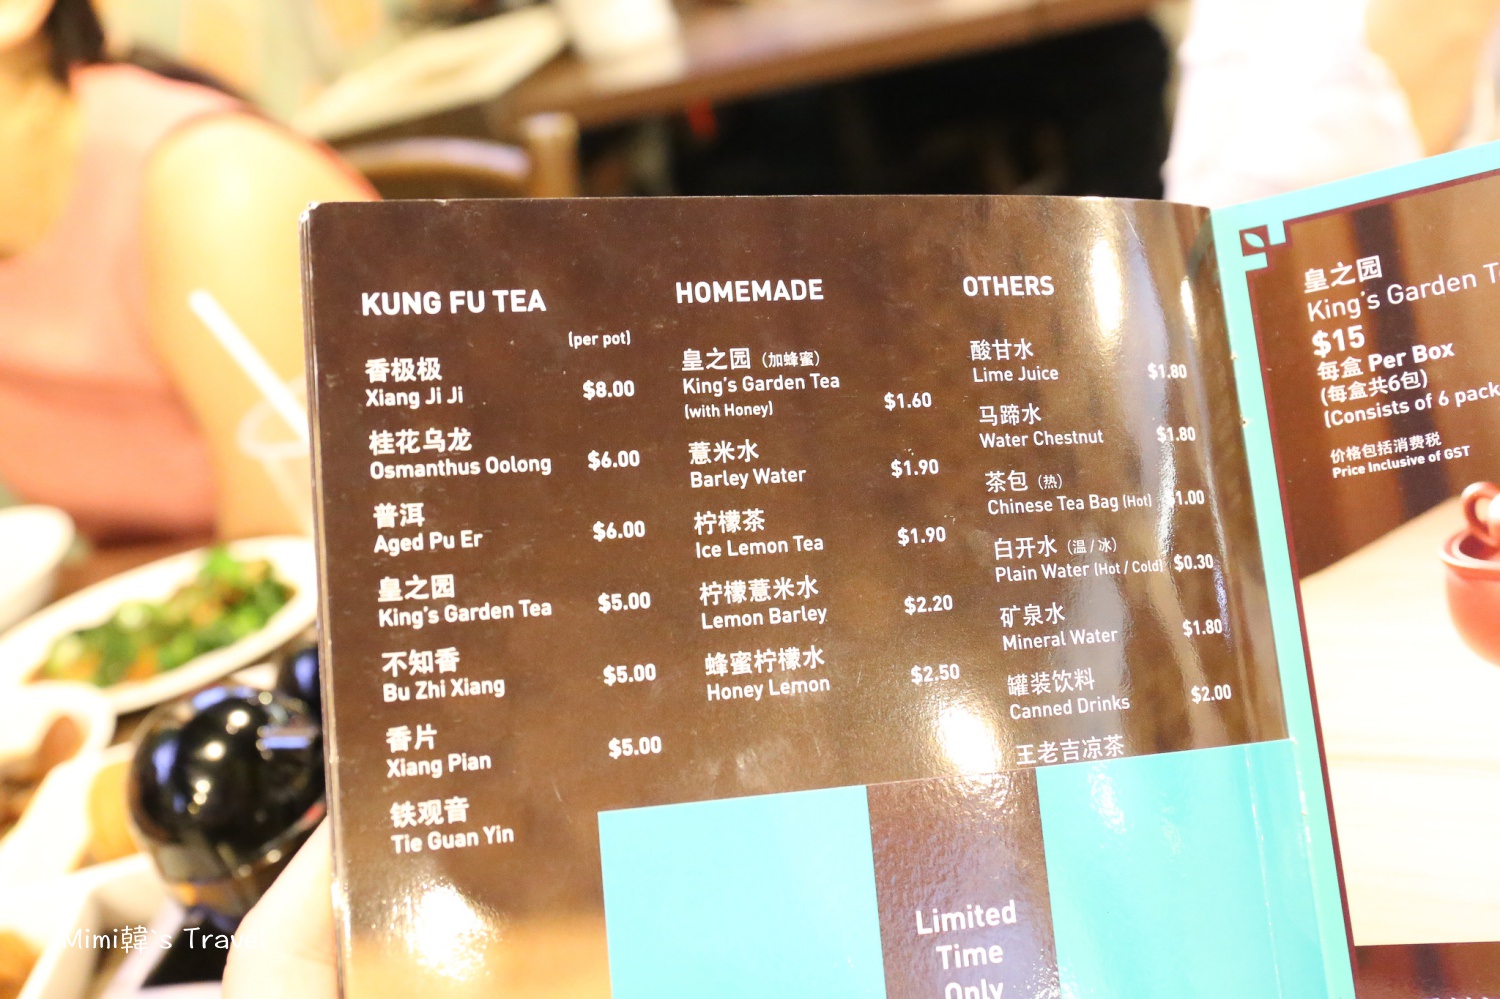 KUNG FU TEA
(per pot)
香极极
Xiang Ji Ji
$8.00
桂花乌龙
Osmanthus Oolong
$6.00
普洱
Aged Pu Er
$6.00
皇之园
King's Garden Tea
$5.00
不知香
Bu Zhi Xiang
$5.00
香片
Xiang Pian
$5.00
铁观音
Tie Guan Yin
HOMEMADE
皇之园（加蜂蜜）
King's Garden Tea
(with Honey)
$1.60
薏米水
Barley Water
$1.90
柠檬茶
Ice Lemon Tea
$1.90
柠檬薏米水
Lemon Barley
$2.20
蜂蜜柠檬水
Honey Lemon
$2.50
OTHERS
酸甘水
Lime Juice
$1.80
马蹄水
Water Chestnut
$1.80
茶包（热）
Chinese Tea Bag (Hot)
$1.00
白开水（温/冰）
Plain Water (Hot / Cold)
$0.30
矿泉水
Mineral Water
$1.80
罐装饮料
Canned Drinks
$2.00
王老吉凉茶
Limited
Time
Only
皇之园
King's Garden T
$15
每盒 Per Box
(每盒共6包)
(Consists of 6 pack
价格包括消费税
Price Inclusive of GST
Mimi韓's Travel